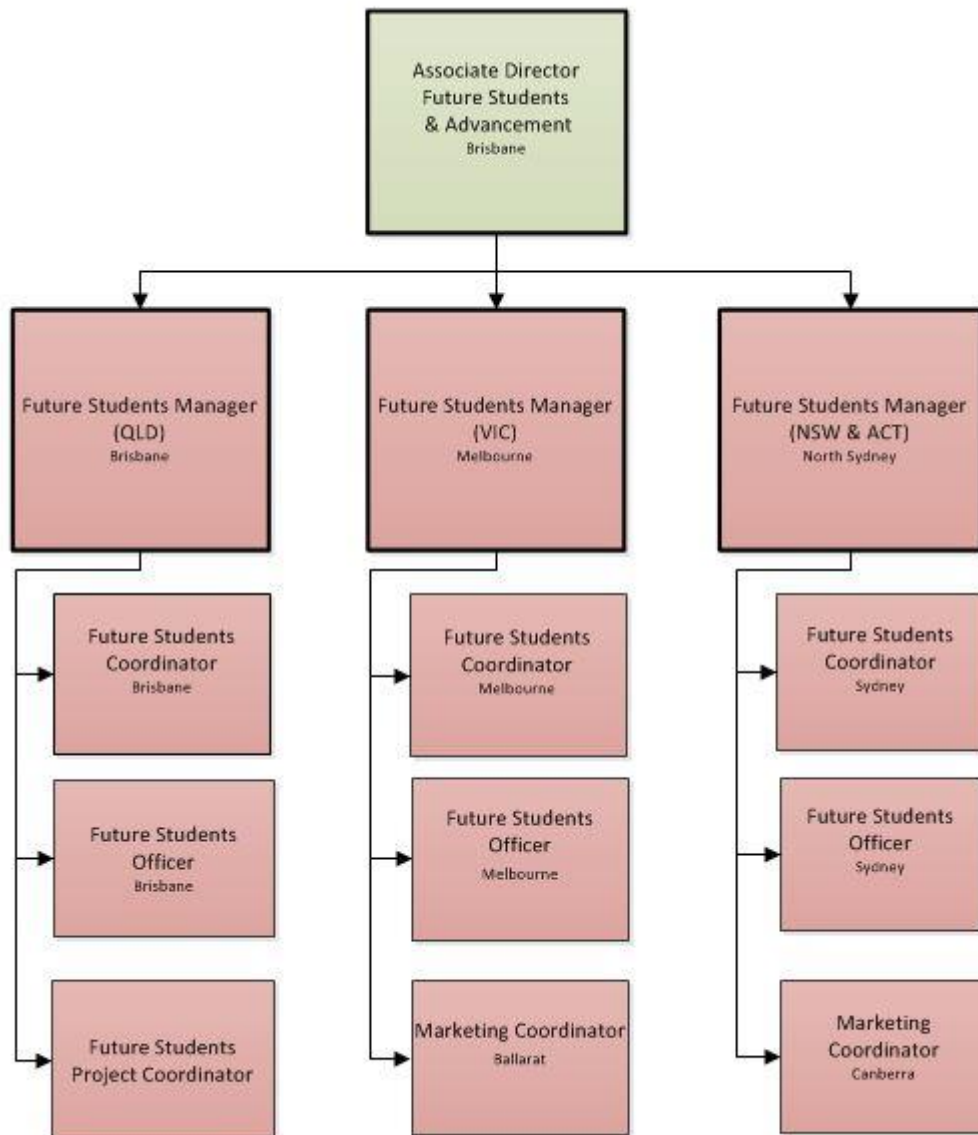 Associate Director
Future Students
& Advancement
Brisbane
Future Students Manager
(QLD)
Brisbane
Future Students Manager
(VIC)
Melbourne
Future Students Manager
(NSW & ACT)
North Sydney
Future Students
Coordinator
Brisbane
Future Students
Coordinator
Melbourne
Future Students
Coordinator
Sydney
Future Students
Officer
Brisbane
Future Students
Officer
Melbourne
Future Students
Officer
Sydney
Future Students
Project Coordinator
Marketing Coordinator
Ballarat
Marketing
Coordinator
Canberra